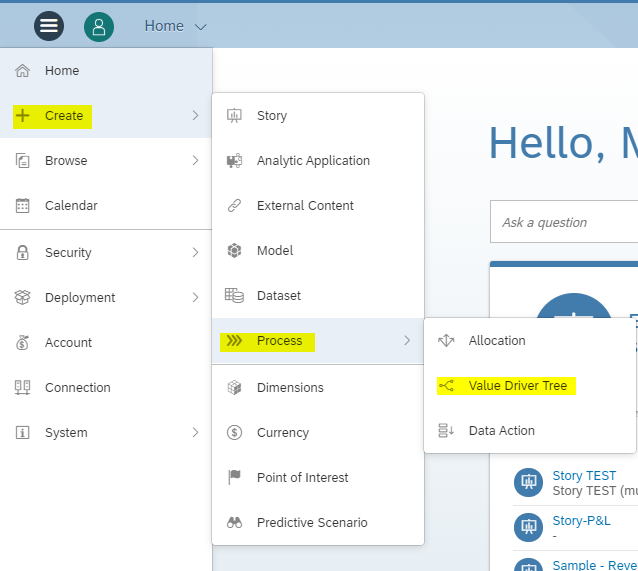 Home
Home
Create
Browse
Calendar
Security
Deployment
Account
Connection
System
Story
Analytic Application
External Content
Model
Dataset
Process
Dimensions
Currency
Point of Interest
Predictive Scenario
Allocation
Value Driver Tree
Data Action
Hello,
Ask a question
Story TEST
Story TEST
Story-P&L
-
Sample - Reve